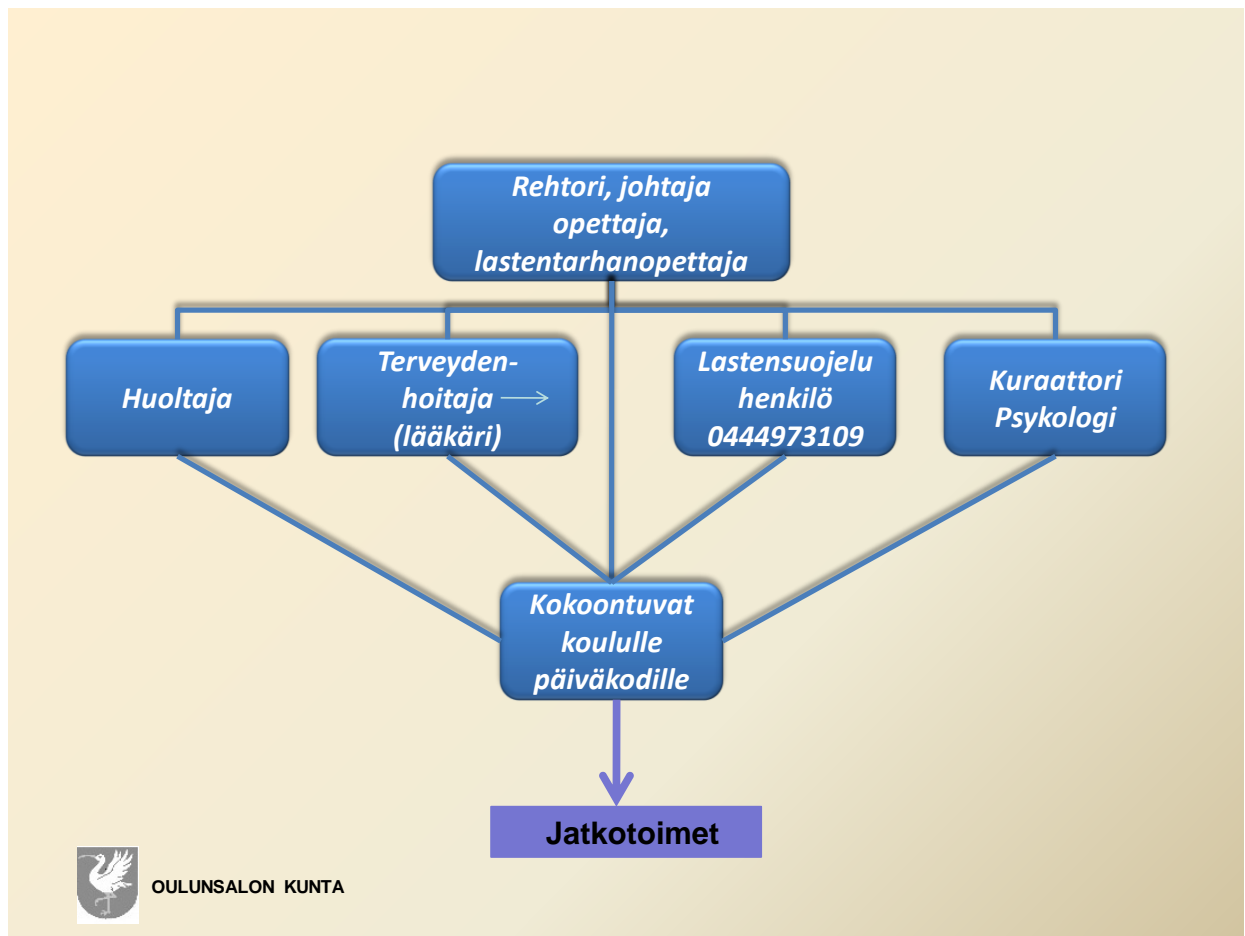 Rehtori, johtaja
opettaja,
lastentarhanopettaja
Huoltaja
Terveyden-
hoitaja
(lääkäri)
Lastensuojelu
henkilö
0444973109
Kuraattori
Psykologi
Kokoontuvat
koululle
päiväkodille
Jatkotoimet
OULUNSALON KUNTA